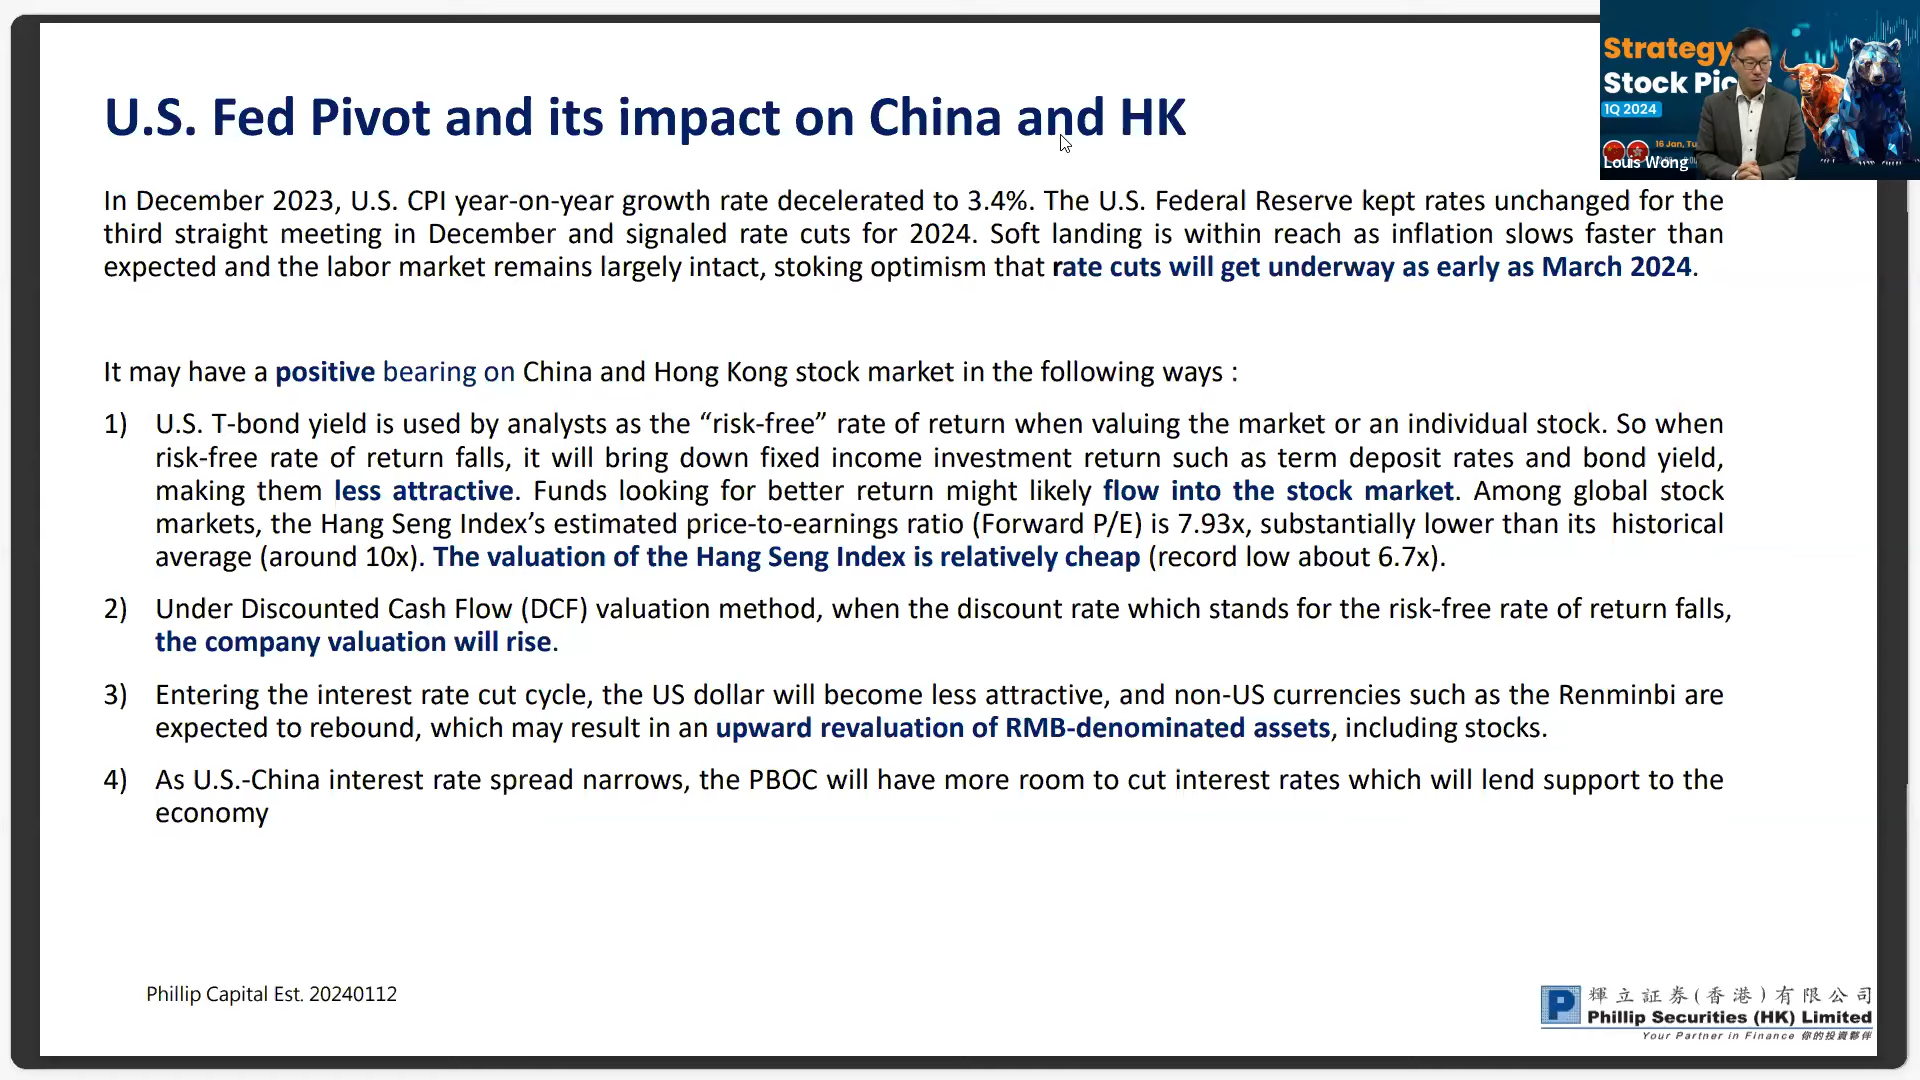 U.S. Fed Pivot and its impact on China and HK
Strategy
Stock Pic
1Q 2024
16 Jan, Tu
Louis Wong
In December 2023, U.S. CPI year-on-year growth rate decelerated to 3.4%. The U.S. Federal Reserve kept rates unchanged for the
third straight meeting in December and signaled rate cuts for 2024. Soft landing is within reach as inflation slows faster than
expected and the labor market remains largely intact, stoking optimism that rate cuts will get underway as early as March 2024.
It may have a positive bearing on China and Hong Kong stock market in the following ways :
1) U.S. T-bond yield is used by analysts as the “risk-free” rate of return when valuing the market or an individual stock. So when
risk-free rate of return falls, it will bring down fixed income investment return such as term deposit rates and bond yield,
making them less attractive. Funds looking for better return might likely flow into the stock market. Among global stock
markets, the Hang Seng Index’s estimated price-to-earnings ratio (Forward P/E) is 7.93x, substantially lower than its historical
average (around 10x). The valuation of the Hang Seng Index is relatively cheap (record low about 6.7x).
2) Under Discounted Cash Flow (DCF) valuation method, when the discount rate which stands for the risk-free rate of return falls,
the company valuation will rise.
3) Entering the interest rate cut cycle, the US dollar will become less attractive, and non-US currencies such as the Renminbi are
expected to rebound, which may result in an upward revaluation of RMB-denominated assets, including stocks.
4) As U.S.-China interest rate spread narrows, the PBOC will have more room to cut interest rates which will lend support to the
economy
Phillip Capital Est. 20240112
P
輝立証券(香港)有限公司
Phillip Securities (HK) Limited
Your Partner in Finance 你的投資夥伴